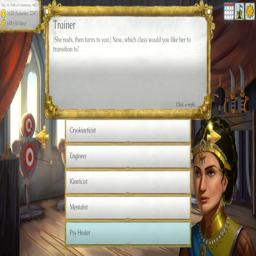 Trainer
[She nods, then turns to you.] Now, which class would you like her to transition to?
Click a reply.
Cryokineticist
Engineer
Kineticist
Mentalist
Psy Healer